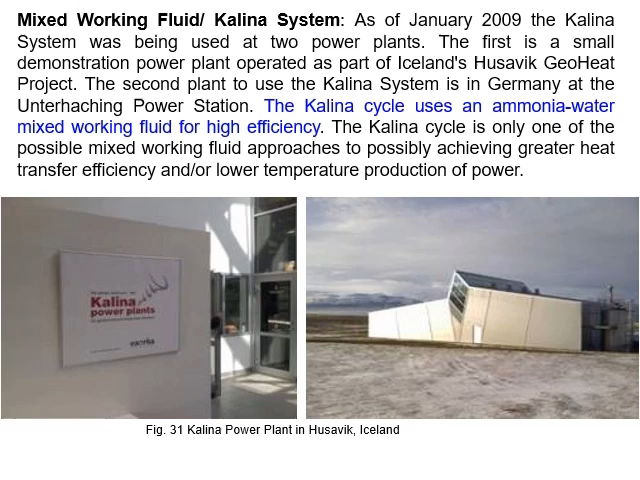 Mixed Working Fluid/ Kalina System: As of January 2009 the Kalina
System was being used at two power plants. The first is a small
demonstration power plant operated as part of Iceland's Husavik GeoHeat
Project. The second plant to use the Kalina System is in Germany at the
Unterhaching Power Station. The Kalina cycle uses an ammonia-water
mixed working fluid for high efficiency. The Kalina cycle is only one of the
possible mixed working fluid approaches to possibly achieving greater heat
transfer efficiency and/or lower temperature production of power.
Kalina
power plants
exorka
Fig. 31 Kalina Power Plant in Husavik, Iceland